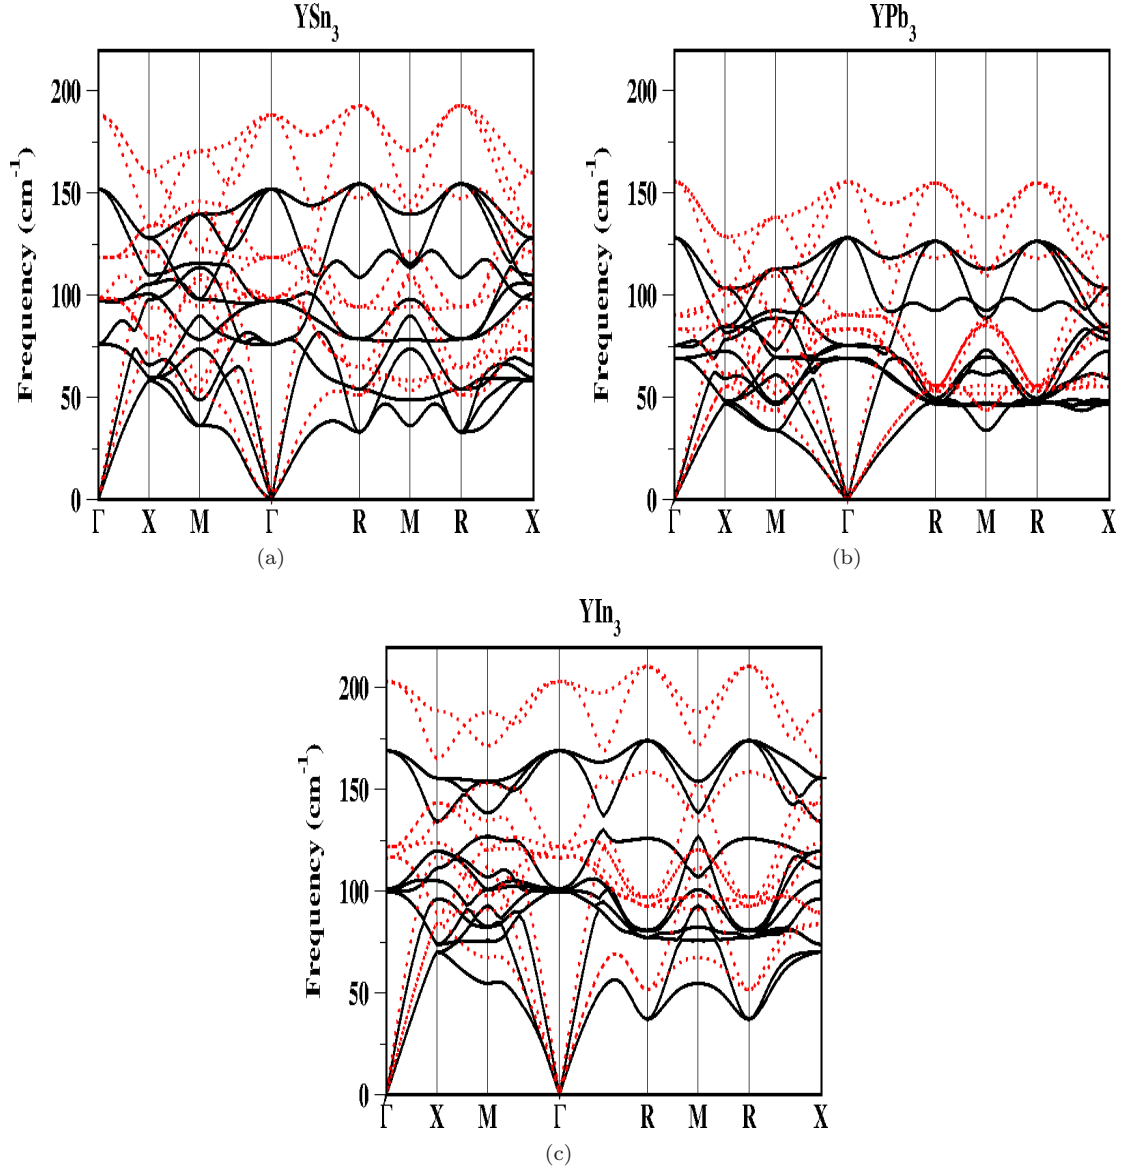 YSn₃
YPb₃
Frequency (cm⁻¹)
200
150
100
50
0
Γ X M Γ R M R X
(a)
Frequency (cm⁻¹)
200
150
100
50
0
Γ X M Γ R M R X
(b)
YIn₃
Frequency (cm⁻¹)
200
150
100
50
0
Γ X M Γ R M R X
(c)